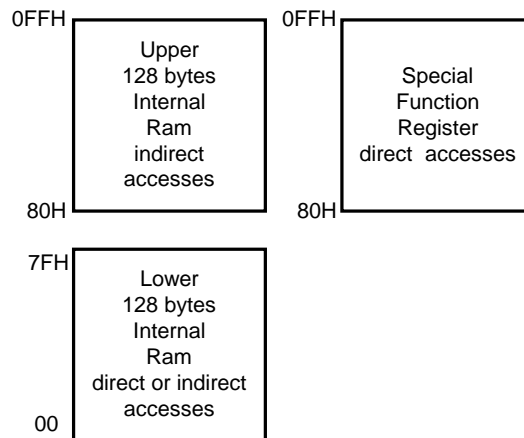 0FFH
Upper
128 bytes
Internal
Ram
indirect
accesses
80H
0FFH
Special
Function
Register
direct accesses
80H
7FH
Lower
128 bytes
Internal
Ram
direct or indirect
accesses
00